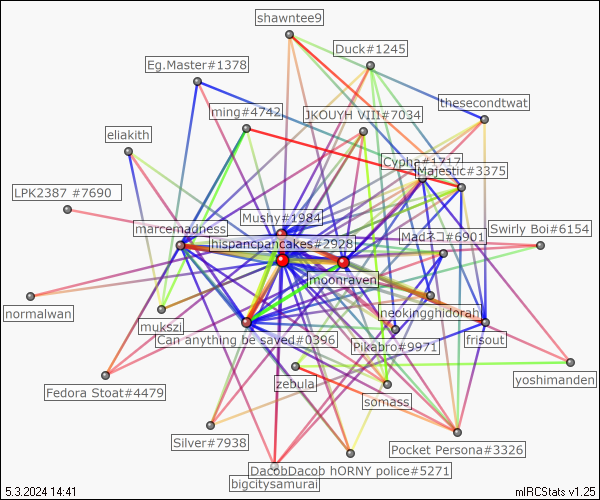 shawntee9
Duck#1245
Eg.Master#1378
thesecondtwat
ming#4742
JKOUYH VIII#7034
eliakith
Cypha#1717
Majestic#3375
LPK2387 #7690
Mushy#1984
marcemadness
Swirly Boi#6154
Madネコ#6901
hispancpancakes#2928
moonraven
normalwan
neokingghidorah
mukszi
Can anything be saved#0396
Pikabro#9971
frisout
zebula
yoshimanden
Fedora Stoat#4479
somass
Silver#7938
Pocket Persona#3326
DacobDacob hORNY police#5271
bigcitysamurai
5.3.2024 14:41
mIRCStats v1.25